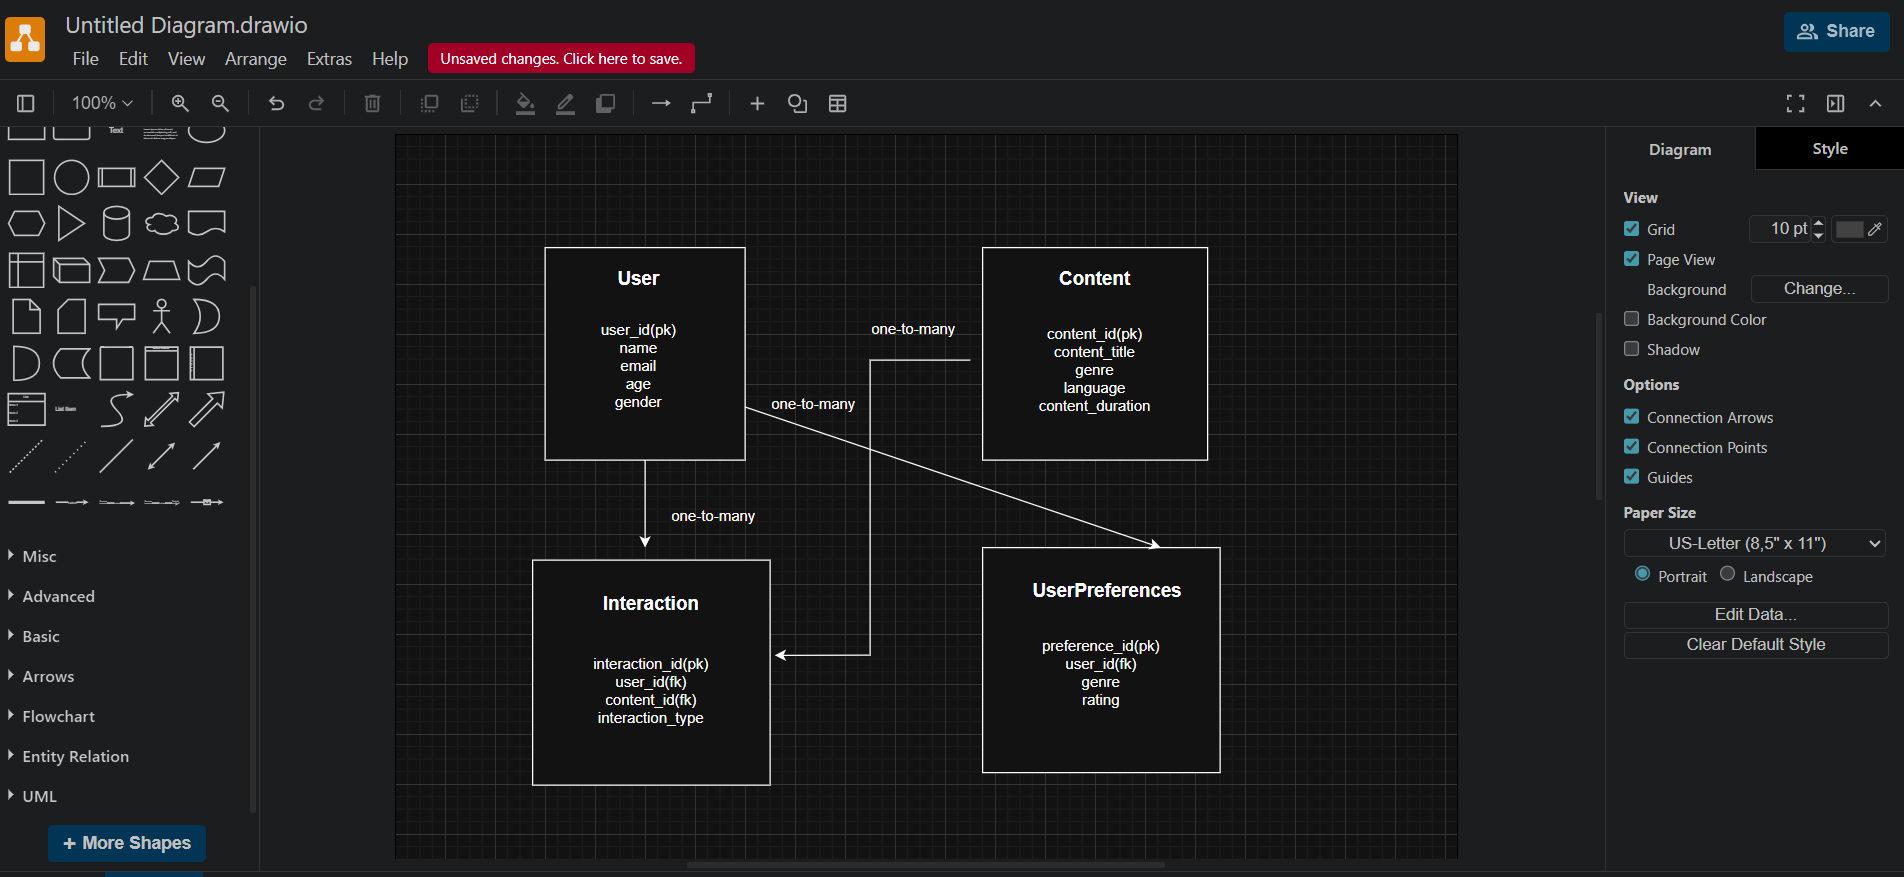 Untitled Diagram.drawio
File Edit View Arrange Extras Help Unsaved changes. Click here to save.
Share
100%
Text
Diagram Style
View
Grid 10 pt
Page View
Background Change...
Background Color
Shadow
Options
Connection Arrows
Connection Points
Guides
Paper Size
US-Letter (8,5" x 11")
Portrait Landscape
Edit Data...
Clear Default Style
List Item
Misc
Advanced
Basic
Arrows
Flowchart
Entity Relation
UML
+ More Shapes
User
user_id(pk)
name
email
age
gender
Content
content_id(pk)
content_title
genre
language
content_duration
one-to-many
one-to-many
one-to-many
Interaction
interaction_id(pk)
user_id(fk)
content_id(fk)
interaction_type
UserPreferences
preference_id(pk)
user_id(fk)
genre
rating